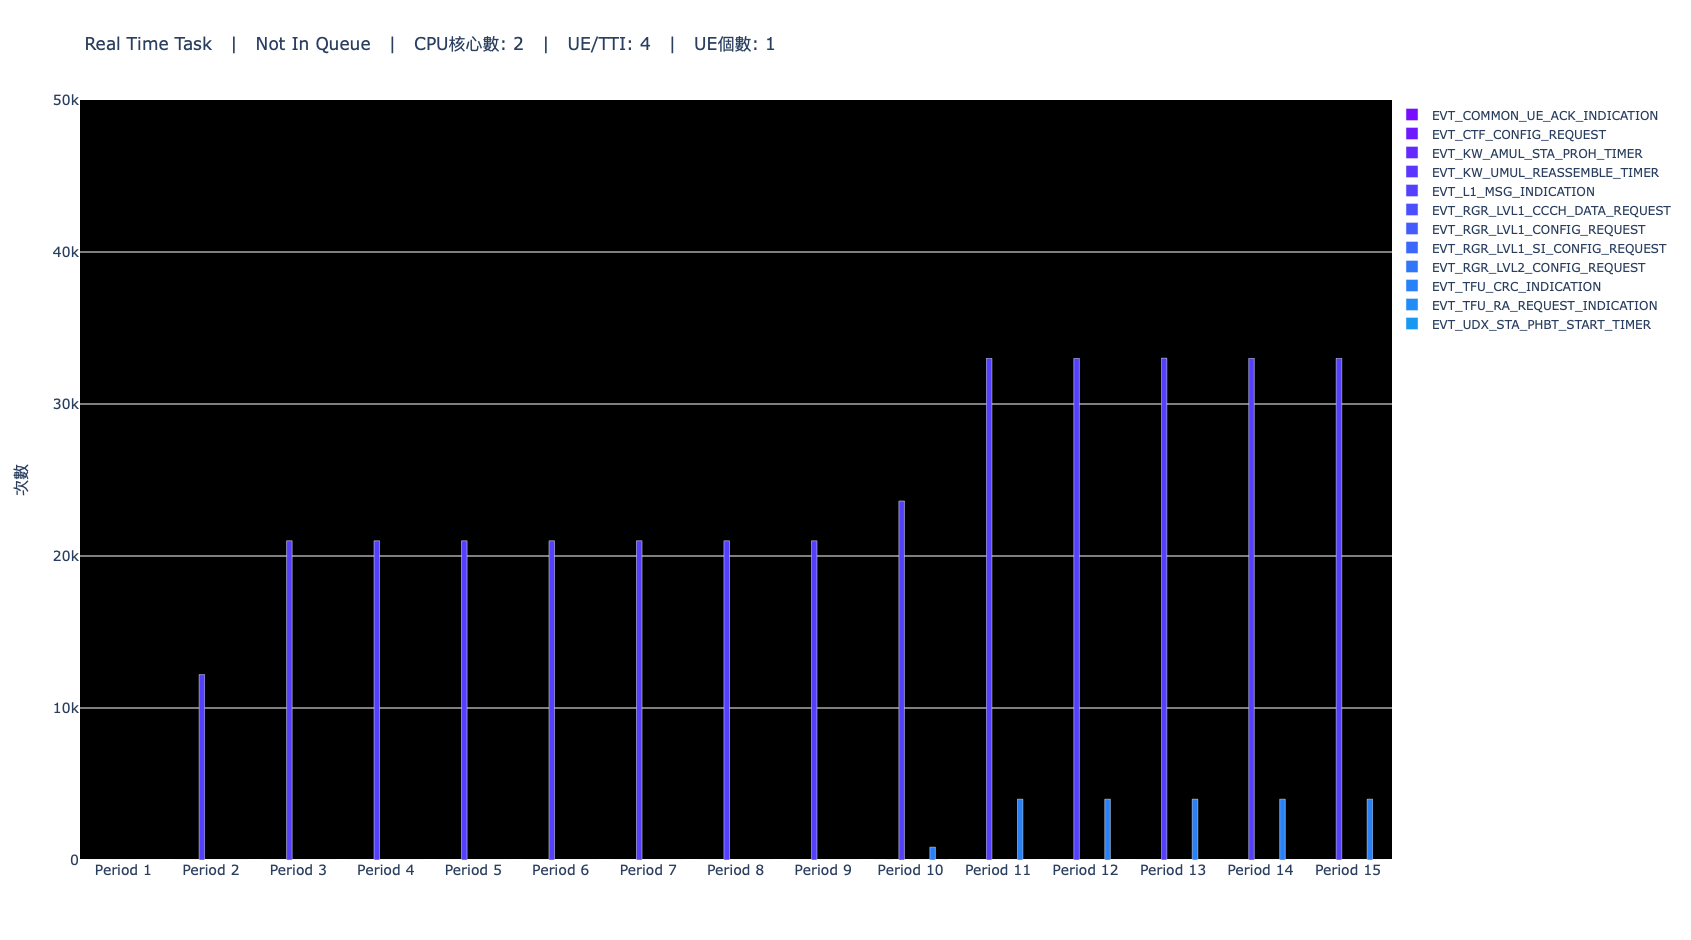 Real Time Task | Not In Queue | CPU核心數: 2 | UE/TTI: 4 | UE個數: 1
50k
40k
30k
20k
10k
0
次數
Period 1 Period 2 Period 3 Period 4 Period 5 Period 6 Period 7 Period 8 Period 9 Period 10 Period 11 Period 12 Period 13 Period 14 Period 15
EVT_COMMON_UE_ACK_INDICATION
EVT_CTF_CONFIG_REQUEST
EVT_KW_AMUL_STA_PROH_TIMER
EVT_KW_UMUL_REASSEMBLE_TIMER
EVT_L1_MSG_INDICATION
EVT_RGR_LVL1_CCCH_DATA_REQUEST
EVT_RGR_LVL1_CONFIG_REQUEST
EVT_RGR_LVL1_SI_CONFIG_REQUEST
EVT_RGR_LVL2_CONFIG_REQUEST
EVT_TFU_CRC_INDICATION
EVT_TFU_RA_REQUEST_INDICATION
EVT_UDX_STA_PHBT_START_TIMER